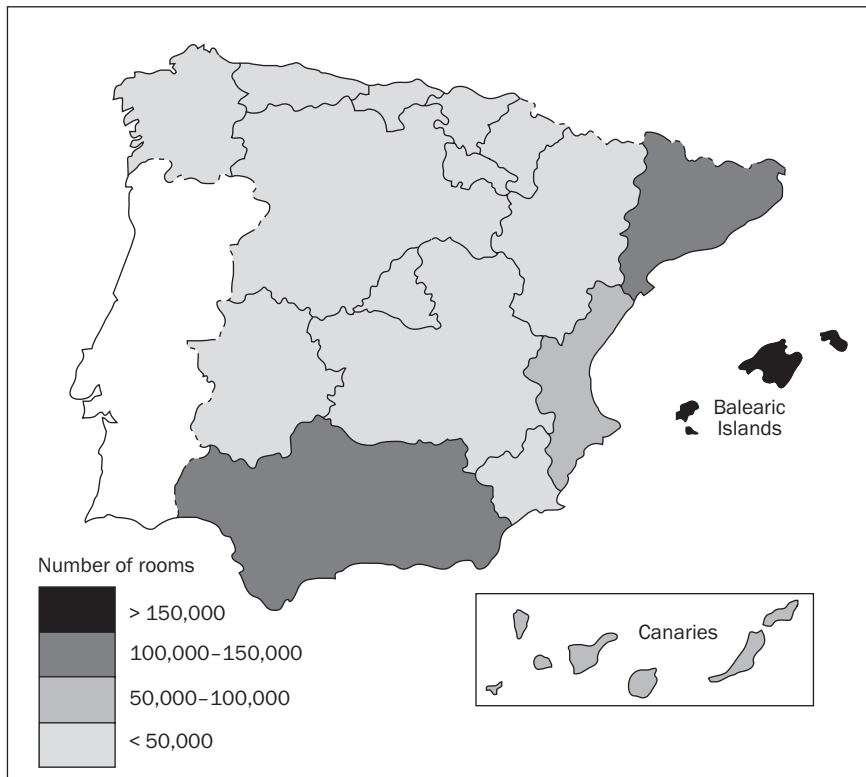 Balearic
Islands
Number of rooms
> 150,000
100,000–150,000
50,000–100,000
< 50,000
Canaries